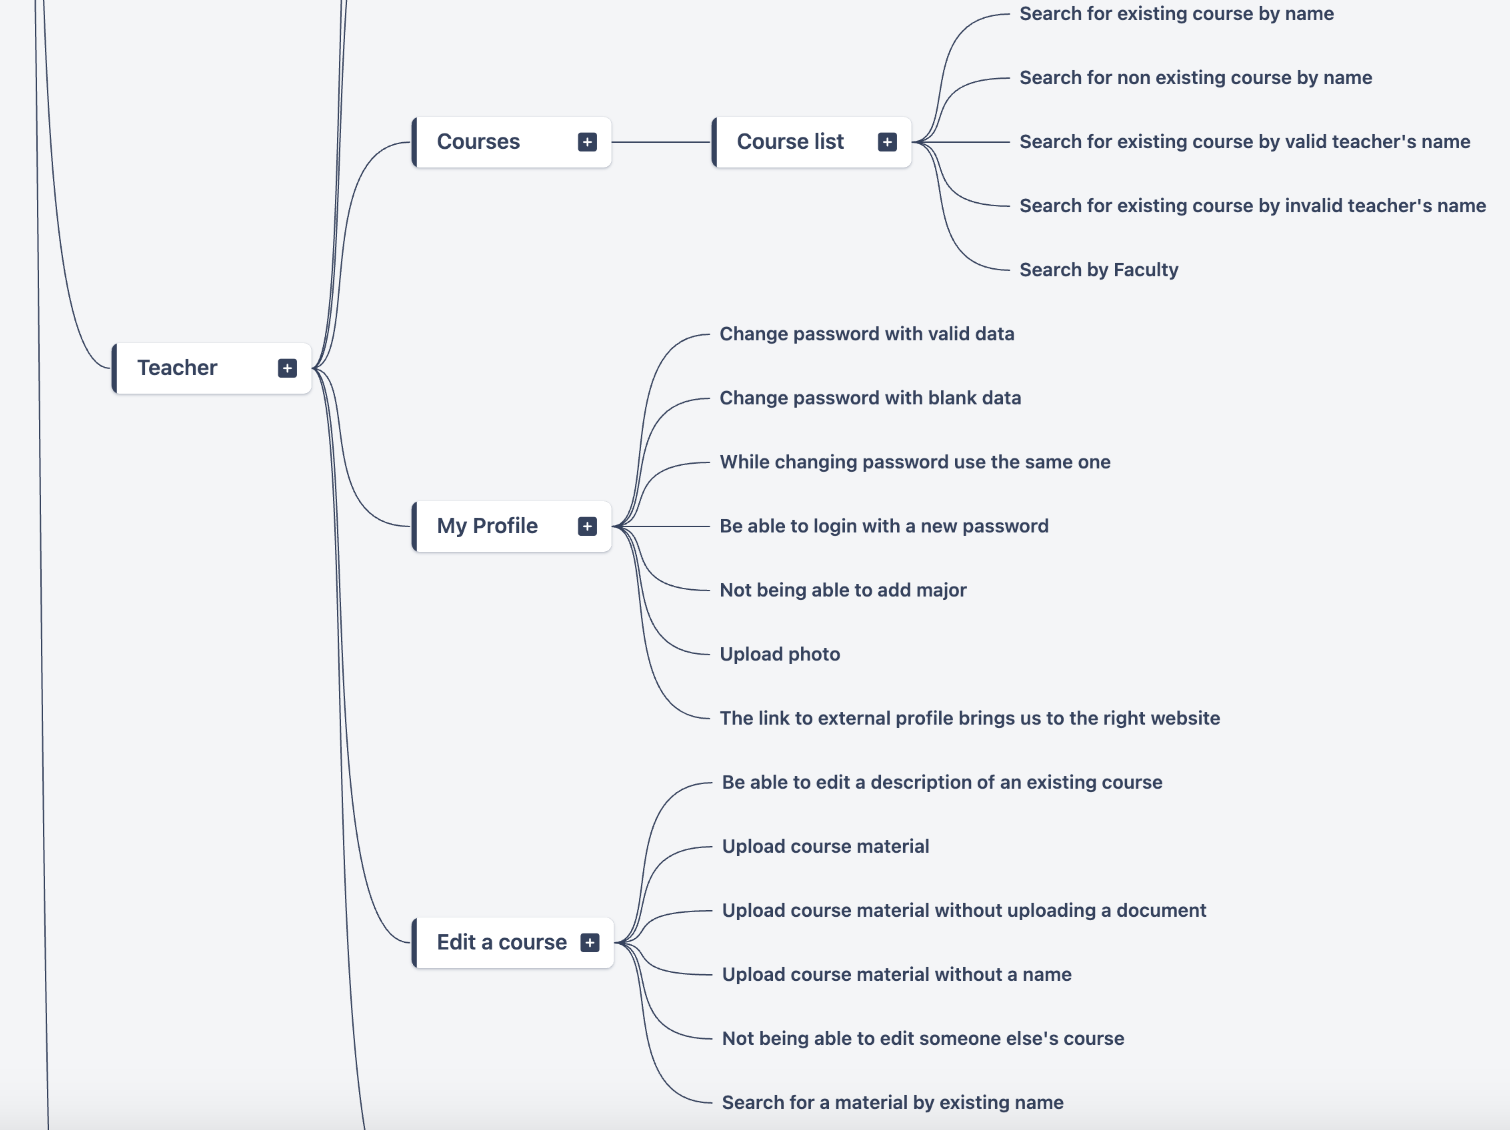 Search for existing course by name
Search for non existing course by name
Courses
Course list
Search for existing course by valid teacher's name
Search for existing course by invalid teacher's name
Search by Faculty
Teacher
Change password with valid data
Change password with blank data
While changing password use the same one
My Profile
Be able to login with a new password
Not being able to add major
Upload photo
The link to external profile brings us to the right website
Be able to edit a description of an existing course
Upload course material
Upload course material without uploading a document
Edit a course
Upload course material without a name
Not being able to edit someone else's course
Search for a material by existing name